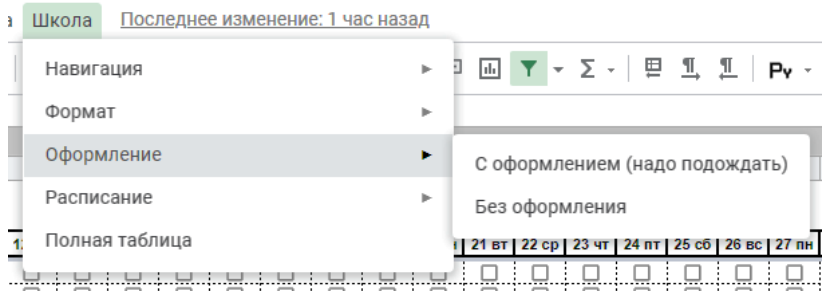 Школа Последнее изменение: 1 час назад
Навигация
Формат
Ру
Оформление
С оформлением (надо подождать)
Расписание
Без оформления
Полная таблица
21 вт 22 ср 23 чт 24 пт 25 сб 26 вс 27 пн